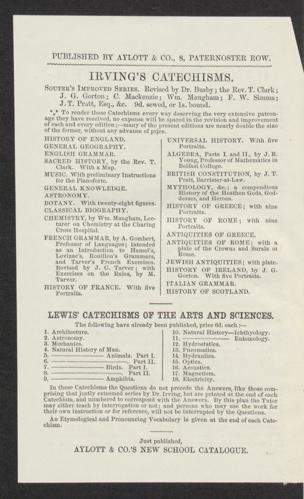 PUBLISHED BY AYLOTT & CO., 8, PATERNOSTER ROW.
IRVING'S CATECHISMS.
SOUTER'S IMPROVED SERIES. Revised by Dr. Busby; the Rev. T. Clark;
J. G. Gorton; C. Mackenzie; Wm. Maugham; F. W. Simms;
J. T. Pratt, Esq., &c. 9d. sewed, or 1s. bound.
*** To render these Catechisms every way deserving the very extensive patron-
age they have received, no expense will be spared in the revision and improvement
of each and every edition;—many of the present editions are nearly double the size
of the former, without any advance of price.
HISTORY OF ENGLAND.
GENERAL GEOGRAPHY.
ENGLISH GRAMMAR.
SACRED HISTORY, by the Rev. T.
Clark. With a Map.
MUSIC. With preliminary Instructions
for the Pianoforte.
GENERAL KNOWLEDGE.
ASTRONOMY.
BOTANY. With twenty-eight figures.
CLASSICAL BIOGRAPHY.
CHEMISTRY, by Wm. Maugham, Lec-
turer on Chemistry at the Charing
Cross Hospital.
FRENCH GRAMMAR, by A. Gombert,
Professor of Languages; intended
as an Introduction to Hamel's,
Levizac's, Rouillon's Grammars,
and Tarver's French Exercises.
Revised by J. C. Tarver; with
Exercises on the Rules, by M.
Tarver.
HISTORY OF FRANCE. With five
Portraits.
UNIVERSAL HISTORY. With five
Portraits.
ALGEBRA, Parts I. and II., by J. R.
Young, Professor of Mathematics in
Belfast College.
BRITISH CONSTITUTION, by J. T.
Pratt, Barrister-at-Law.
MYTHOLOGY, &c.; a compendious
History of the Heathen Gods, God-
desses, and Heroes.
HISTORY OF GREECE; with nine
Portraits.
HISTORY OF ROME; with nine
Portraits.
ANTIQUITIES OF GREECE.
ANTIQUITIES OF ROME; with a
plate of the Crowns and Surals of
Rome.
JEWISH ANTIQUITIES; with plate.
HISTORY OF IRELAND, by J. G.
Gorton. With five Portraits.
ITALIAN GRAMMAR.
HISTORY OF SCOTLAND.
LEWIS' CATECHISMS OF THE ARTS AND SCIENCES.
The following have already been published, price 6d. each:—
1. Architecture.
2. Astronomy.
3. Mechanics.
4. Natural History of Man.
5. ——— Animals. Part I.
6. ——— Part II.
7. ——— Birds. Part I.
8. ——— Part II.
9. ——— Amphibia.
10. Natural History—Ichthyology.
11. ——— Entomology.
12. Hydrostatics.
13. Pneumatics.
14. Hydraulics.
15. Optics.
16. Acoustics.
17. Magnetism.
18. Electricity.
In these Catechisms the Questions do not precede the Answers, like those com-
prising that justly esteemed series by Dr. Irving, but are printed at the end of each
Catechism, and numbered to correspond with the Answers. By this plan the Tutor
may either teach by interrogation or not; and persons who may use the work for
their own instruction or for reference, will not be interrupted by the Questions.
An Etymological and Pronouncing Vocabulary is given at the end of each Cate-
chism.
Just published,
AYLOTT & CO.'S NEW SCHOOL CATALOGUE.